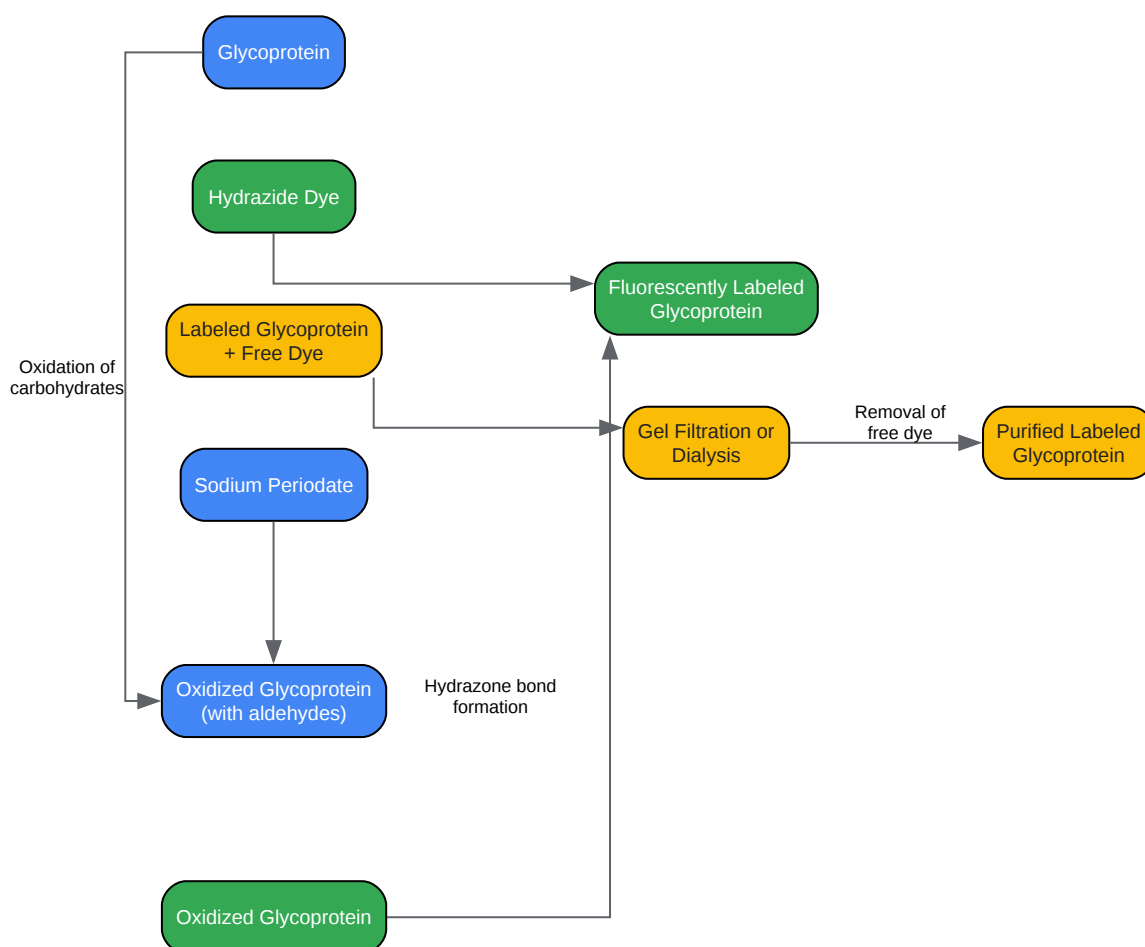 Glycoprotein
Hydrazide Dye
Fluorescently Labeled
Glycoprotein
Labeled Glycoprotein
+ Free Dye
Oxidation of
carbohydrates
Gel Filtration or
Dialysis
Removal of
free dye
Purified Labeled
Glycoprotein
Sodium Periodate
Oxidized Glycoprotein
(with aldehydes)
Hydrazone bond
formation
Oxidized Glycoprotein